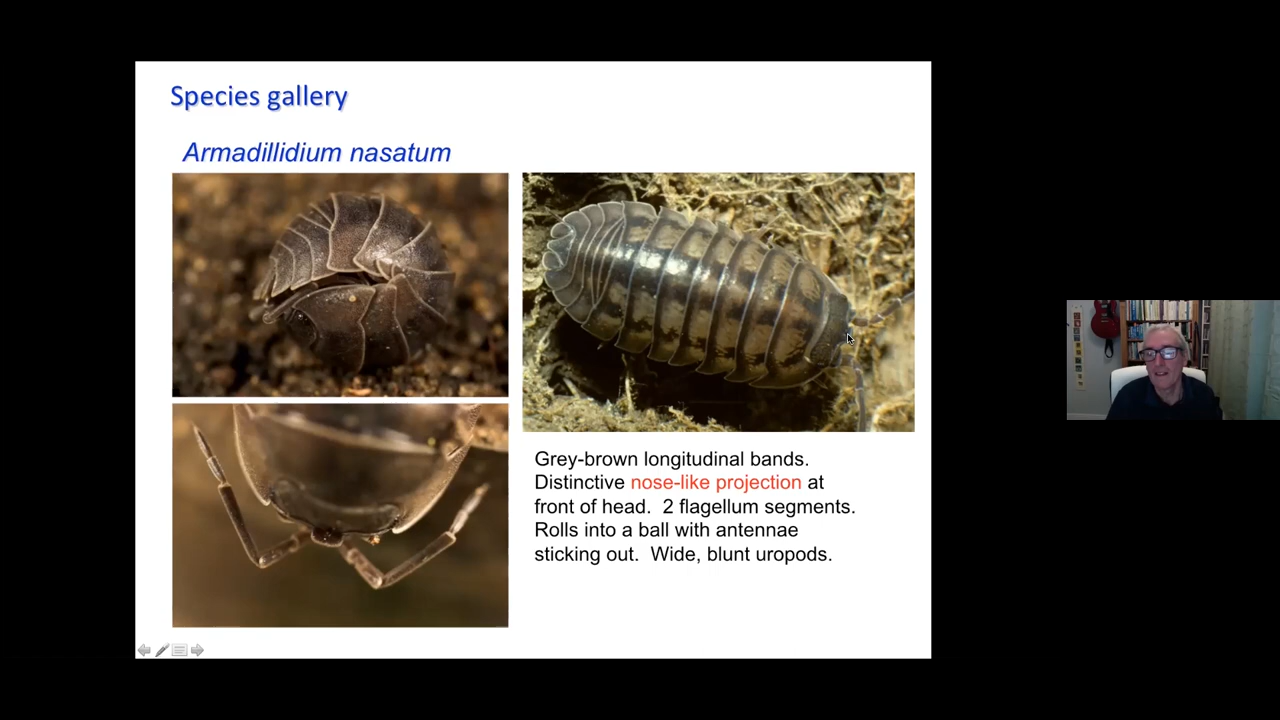 Species gallery
Armadillidium nasatum
Grey-brown longitudinal bands.
Distinctive nose-like projection at
front of head.  2 flagellum segments.
Rolls into a ball with antennae
sticking out.  Wide, blunt uropods.